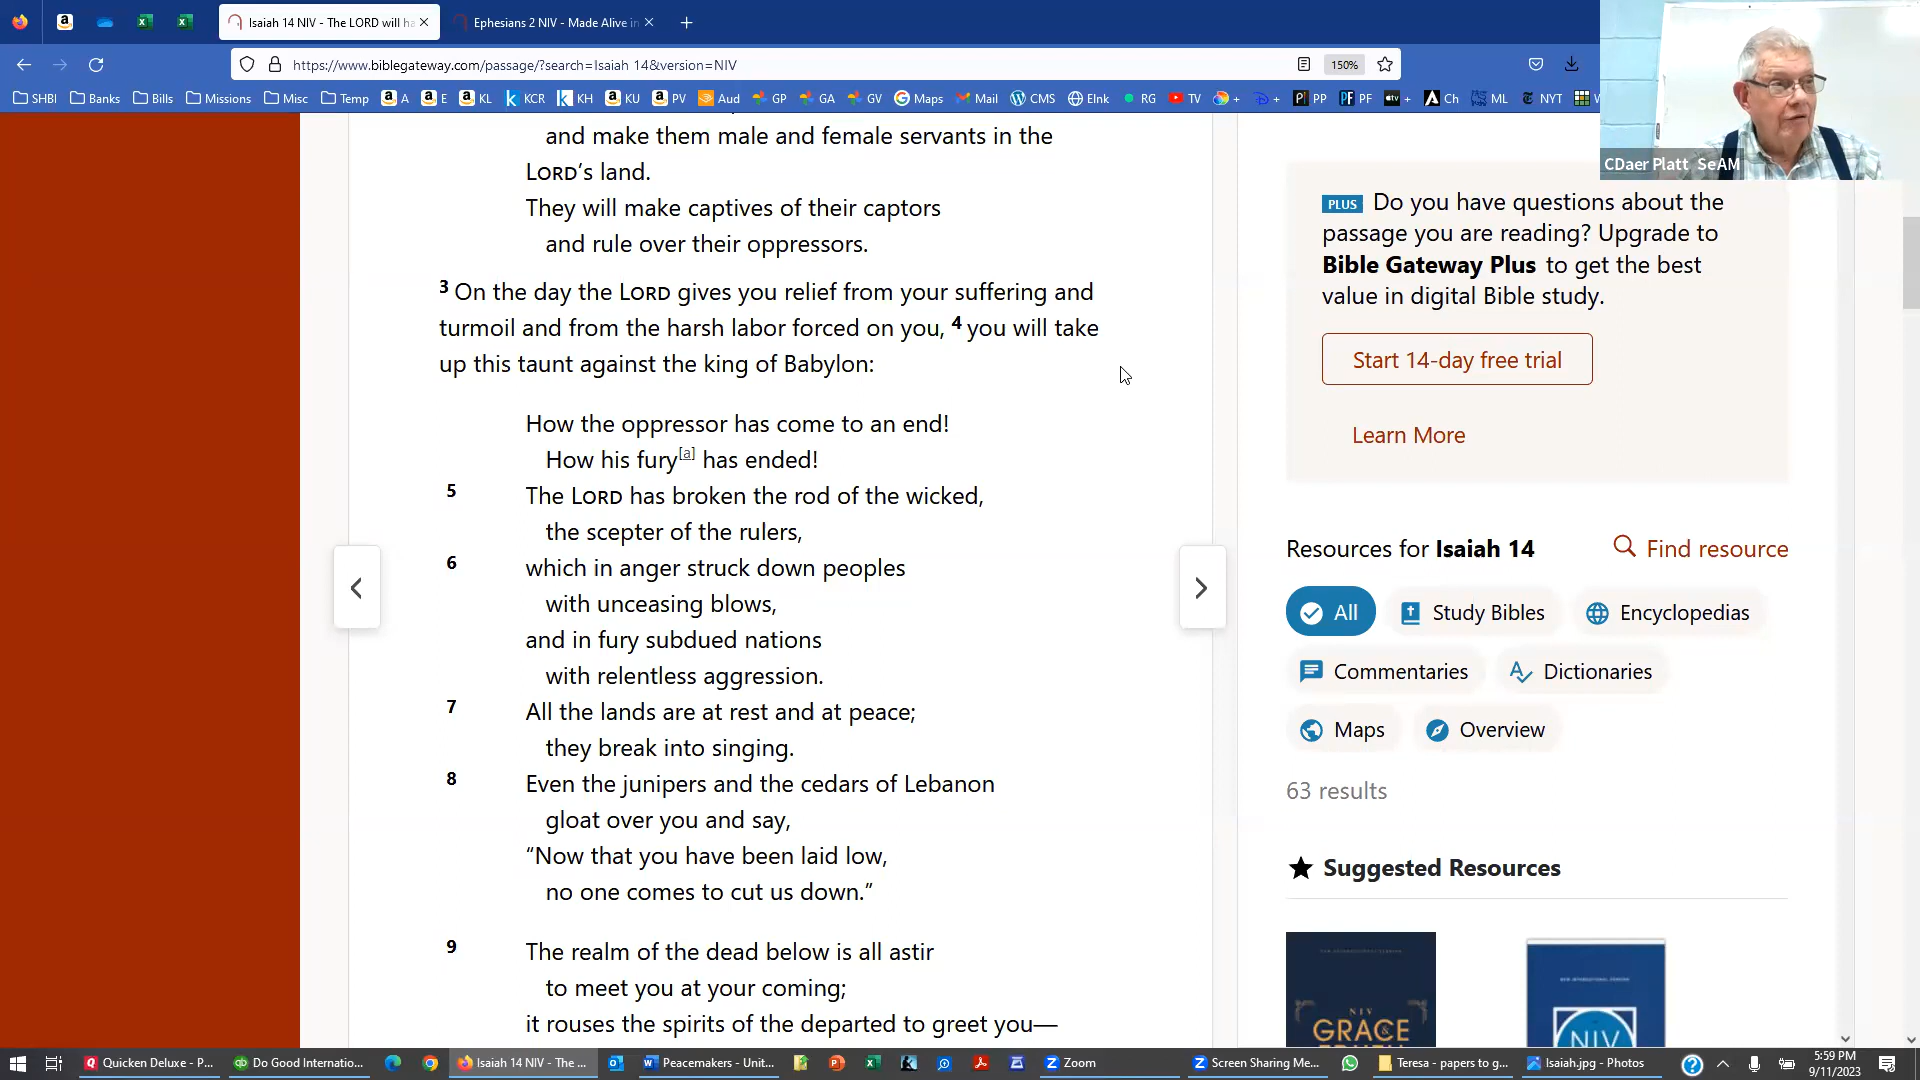 Isaiah 14 NIV - The LORD will ha
Ephesians 2 NIV - Made Alive in
https://www.biblegateway.com/passage/?search=Isaiah 14&version=NIV
150%
SHBI Banks Bills Missions Misc Temp A E KL KCR KH KU PV Aud GP GA GV Maps Mail CMS EInk RG TV + + PP PF + Ch ML NYT
CDaer Platt SeAM
and make them male and female servants in the
LORD’s land.
They will make captives of their captors
and rule over their oppressors.
3 On the day the LORD gives you relief from your suffering and
turmoil and from the harsh labor forced on you, 4 you will take
up this taunt against the king of Babylon:
How the oppressor has come to an end!
How his fury[a] has ended!
5 The LORD has broken the rod of the wicked,
the scepter of the rulers,
6 which in anger struck down peoples
with unceasing blows,
and in fury subdued nations
with relentless aggression.
7 All the lands are at rest and at peace;
they break into singing.
8 Even the junipers and the cedars of Lebanon
gloat over you and say,
“Now that you have been laid low,
no one comes to cut us down.”
9 The realm of the dead below is all astir
to meet you at your coming;
it rouses the spirits of the departed to greet you—
PLUS Do you have questions about the
passage you are reading? Upgrade to
Bible Gateway Plus to get the best
value in digital Bible study.
Start 14-day free trial
Learn More
Resources for Isaiah 14
Find resource
All Study Bibles Encyclopedias
Commentaries Dictionaries
Maps Overview
63 results
Suggested Resources
NIV
GRACE &
TRUTH
NIV
Quicken Deluxe - P...
Do Good Internatio...
Isaiah 14 NIV - The ...
Peacemakers - Unit...
Zoom
Screen Sharing Me...
Teresa - papers to g...
Isaiah.jpg - Photos
5:59 PM
9/11/2023